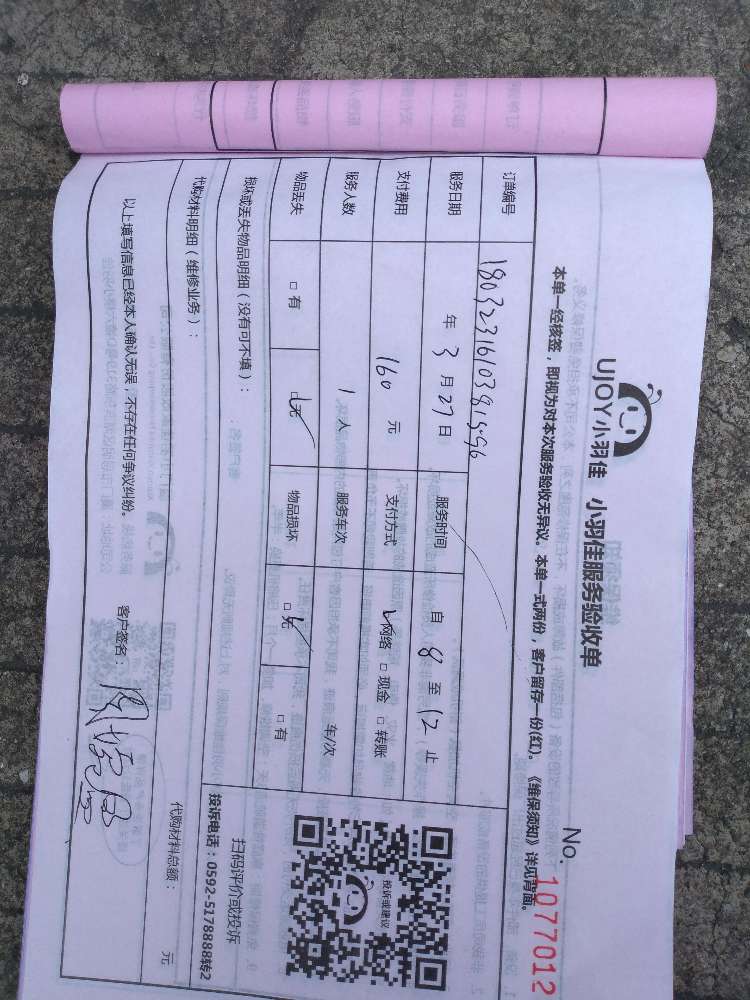 UJOY小羽佳 小羽佳服务验收单
No. 1077012
本单一经核签，即视为对本次服务验收无异议。本单一式两份，客户留存一份(红)。《维保须知》详见背面。
订单编号 18032316103815596
服务日期 年 3 月 27 日 服务时间 自 8 至 12 止
支付费用 160 元 支付方式 ☑网络 □现金 □转账
服务人数 1 人 服务车次 车/次
物品丢失 □有 ☑无 物品损坏 ☑无 □有
损坏或丢失物品明细（没有可不填）：
投诉或建议
扫码评价或投诉
投诉电话：0592-5178888转2
代购材料明细（维修业务）：
代购材料总额： 元
以上填写信息已经本人确认无误，不存在任何争议纠纷。 客户签名：